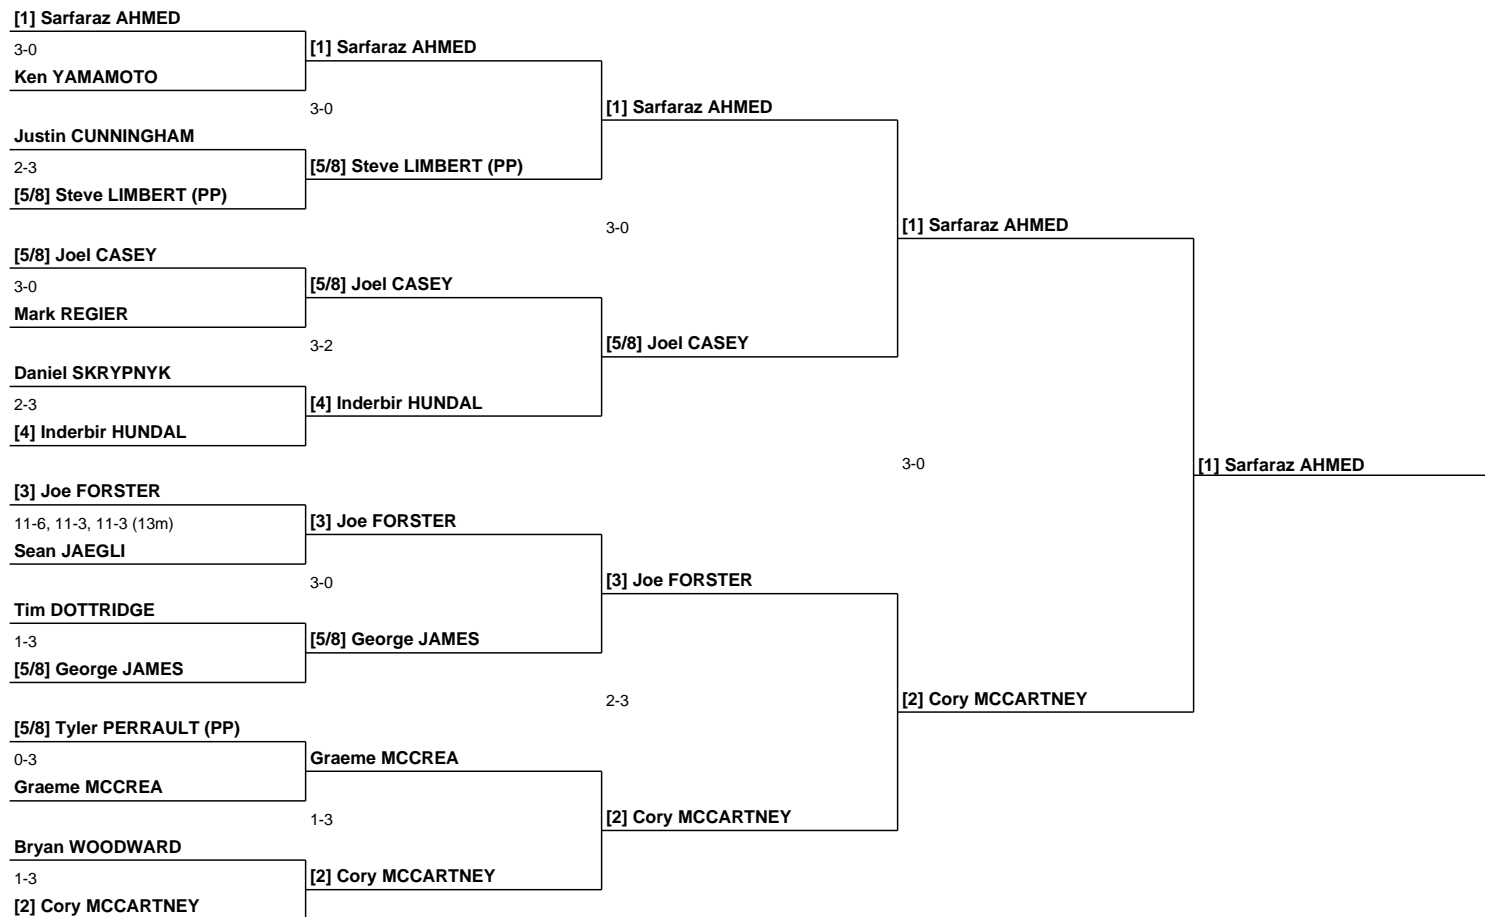 [1] Sarfaraz AHMED
3-0
Ken YAMAMOTO
Justin CUNNINGHAM
2-3
[5/8] Steve LIMBERT (PP)
[5/8] Joel CASEY
3-0
Mark REGIER
Daniel SKRYPNYK
2-3
[4] Inderbir HUNDAL
[3] Joe FORSTER
11-6, 11-3, 11-3 (13m)
Sean JAEGLI
Tim DOTTRIDGE
1-3
[5/8] George JAMES
[5/8] Tyler PERRAULT (PP)
0-3
Graeme MCCREA
Bryan WOODWARD
1-3
[2] Cory MCCARTNEY
[1] Sarfaraz AHMED
3-0
[5/8] Steve LIMBERT (PP)
[5/8] Joel CASEY
3-2
[4] Inderbir HUNDAL
[3] Joe FORSTER
3-0
[5/8] George JAMES
Graeme MCCREA
1-3
[2] Cory MCCARTNEY
[1] Sarfaraz AHMED
3-0
[5/8] Joel CASEY
[3] Joe FORSTER
2-3
[2] Cory MCCARTNEY
[1] Sarfaraz AHMED
3-0
[2] Cory MCCARTNEY
[1] Sarfaraz AHMED